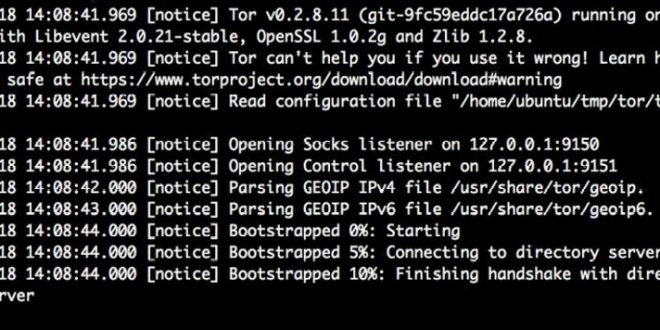 18 14:08:41.969 [notice] Tor v0.2.8.11 (git-9fc59eddc17a726a) running on
ith Libevent 2.0.21-stable, OpenSSL 1.0.2g and Zlib 1.2.8.
18 14:08:41.969 [notice] Tor can't help you if you use it wrong! Learn h
safe at https://www.torproject.org/download/download#warning
18 14:08:41.969 [notice] Read configuration file "/home/ubuntu/tmp/tor/t
18 14:08:41.986 [notice] Opening Socks listener on 127.0.0.1:9150
18 14:08:41.986 [notice] Opening Control listener on 127.0.0.1:9151
18 14:08:42.000 [notice] Parsing GEOIP IPv4 file /usr/share/tor/geoip.
18 14:08:43.000 [notice] Parsing GEOIP IPv6 file /usr/share/tor/geoip6.
18 14:08:44.000 [notice] Bootstrapped 0%: Starting
18 14:08:44.000 [notice] Bootstrapped 5%: Connecting to directory server
18 14:08:44.000 [notice] Bootstrapped 10%: Finishing handshake with dire
rver